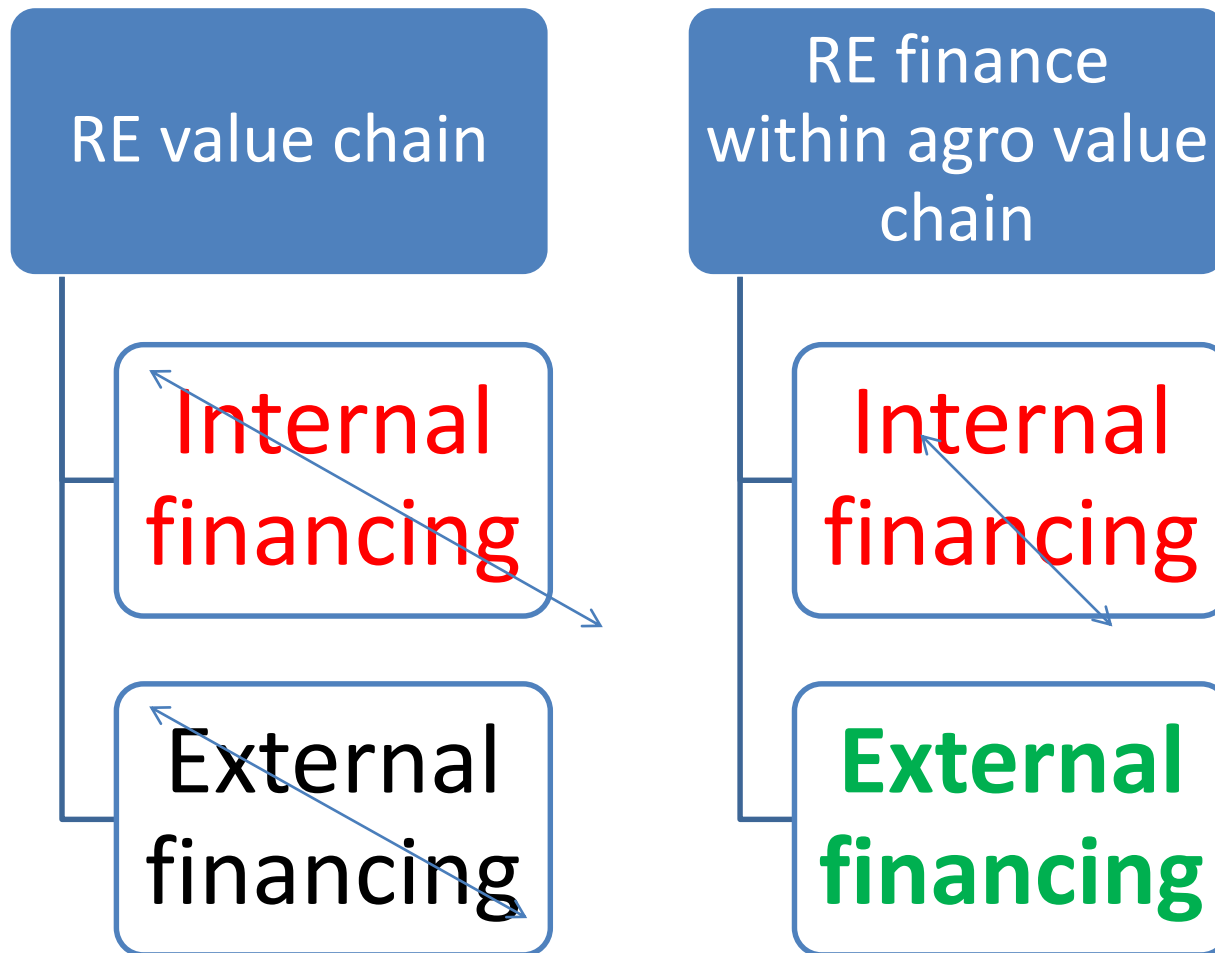 RE value chain
Internal
financing
External
financing
RE finance
within agro value
chain
Internal
financing
External
financing